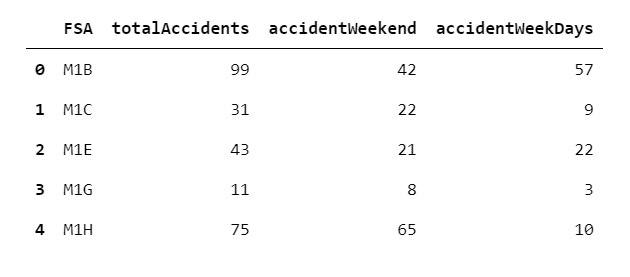 FSA totalAccidents accidentWeekend accidentWeekDays
0 M1B 99 42 57
1 M1C 31 22 9
2 M1E 43 21 22
3 M1G 11 8 3
4 M1H 75 65 10